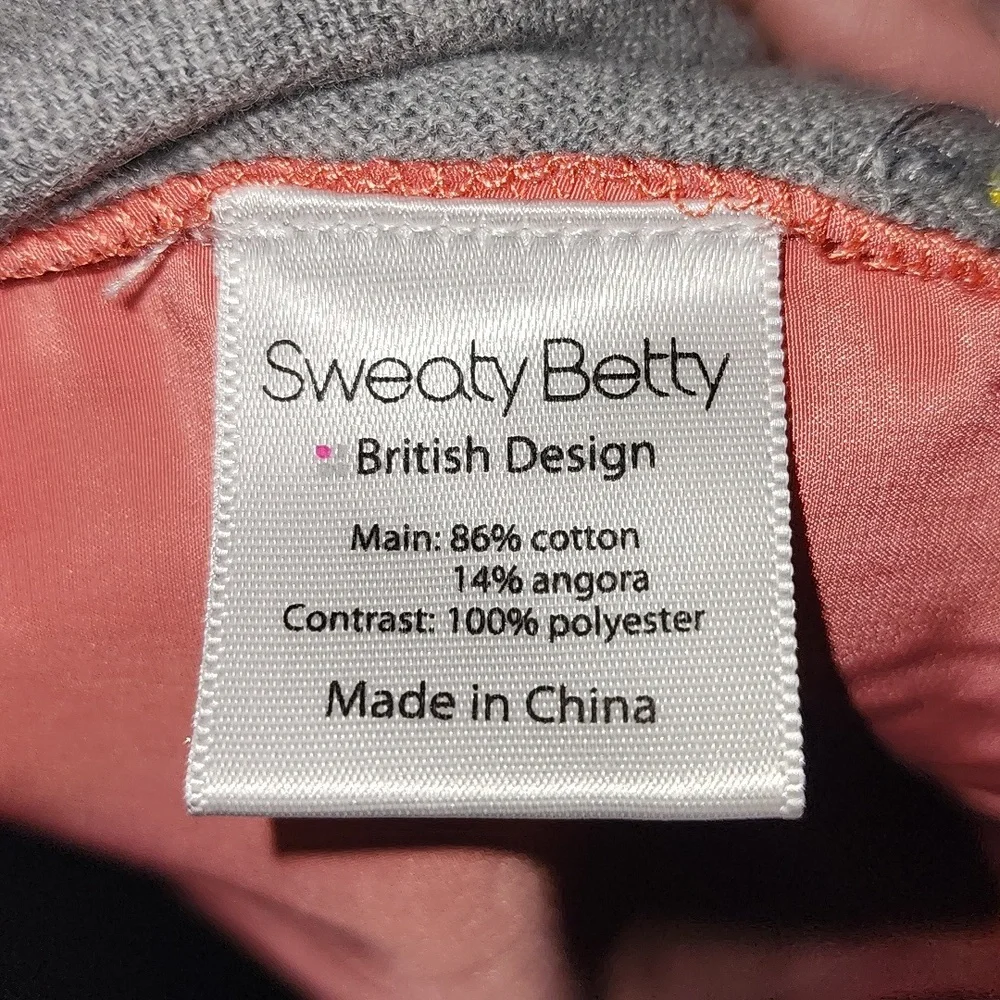 Sweaty Betty
British Design
Main: 86% cotton
14% angora
Contrast: 100% polyester
Made in China